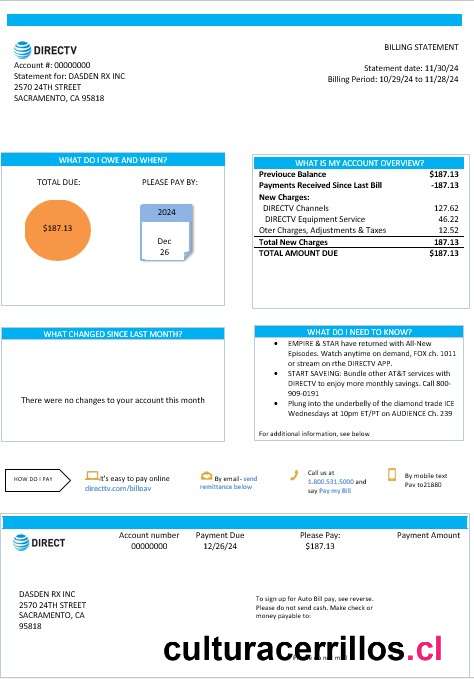 DIRECTV
BILLING STATEMENT
Account #: 00000000
Statement for: DASDEN RX INC
2570 24TH STREET
SACRAMENTO, CA 95818
Statement date: 11/30/24
Billing Period: 10/29/24 to 11/28/24
WHAT DO I OWE AND WHEN?
TOTAL DUE:
PLEASE PAY BY:
$187.13
2024
Dec
26
WHAT IS MY ACCOUNT OVERVIEW?
Previouce Balance $187.13
Payments Received Since Last Bill -187.13
New Charges:
DIRECTV Channels 127.62
DIRECTV Equipment Service 46.22
Oter Charges, Adjustments & Taxes 12.52
Total New Charges 187.13
TOTAL AMOUNT DUE $187.13
WHAT CHANGED SINCE LAST MONTH?
There were no changes to your account this month
WHAT DO I NEED TO KNOW?
• EMPIRE & STAR have returned with All-New
Episodes. Watch anytime on demand, FOX ch. 1011
or stream on rthe DIRECTV APP.
• START SAVEING: Bundle other AT&T services with
DIRECTV to enjoy more monthly savings. Call 800-
909-0191
• Plung into the underbelly of the diamond trade ICE
Wednesdays at 10pm ET/PT on AUDIENCE Ch. 239
For additional information, see below
HOW DO I PAY
It's easy to pay online
directtv.com/billoav
By email- send
remittance below
Call us at
1.800.531.5000 and
say Pay my Bill
By mobile text
Pav to21880
DIRECT
Account number
00000000
Payment Due
12/26/24
Please Pay:
$187.13
Payment Amount
DASDEN RX INC
2570 24TH STREET
SACRAMENTO, CA
95818
To sign up for Auto Bill pay, see reverse.
Please do not send cash. Make check or
money payable to:
culturacerrillos.cl